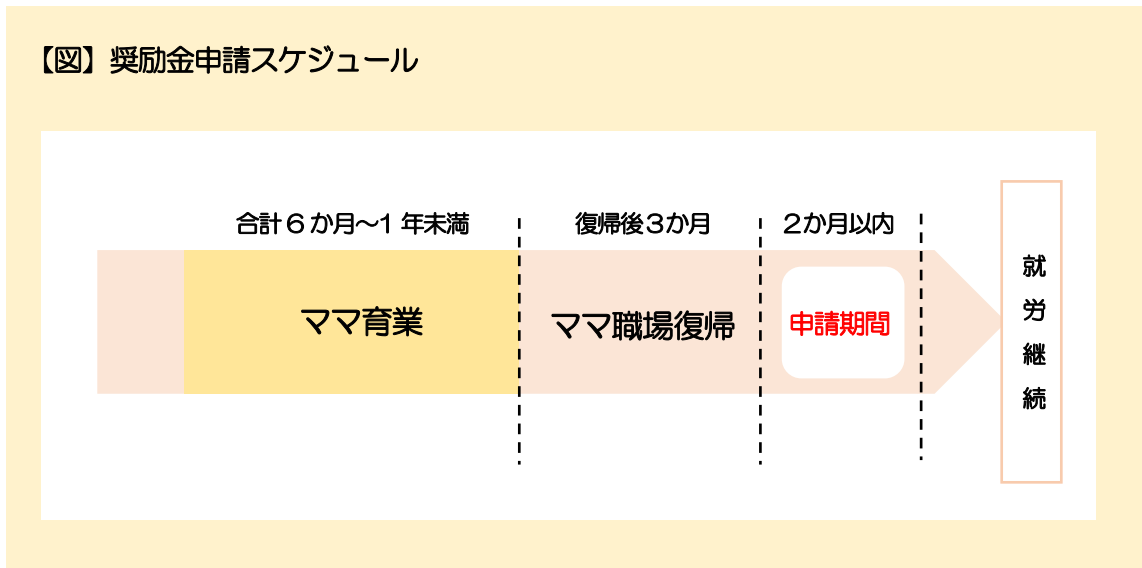 【図】奨励金申請スケジュール
合計6か月～1年未満
復帰後3か月
2か月以内
ママ育業
ママ職場復帰
申請期間
就労継続